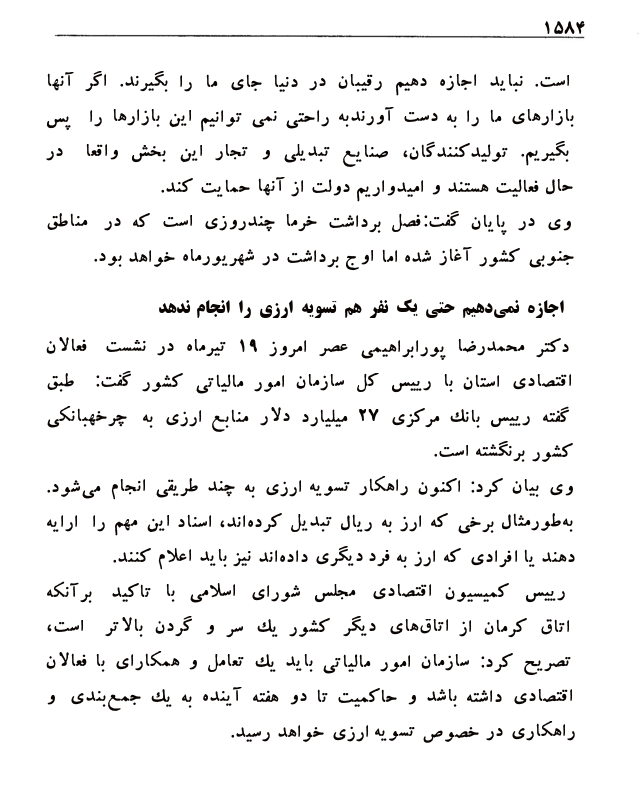 ۱۵۸۴
است. نباید اجازه دهیم رقیبان در دنیا جای ما را بگیرند. اگر آنها
بازارهای ما را به دست آورندبه راحتی نمی توانیم این بازارها را پس
بگیریم. تولیدکنندگان، صنایع تبدیلی و تجار این بخش واقعا در
حال فعالیت هستند و امیدواریم دولت از آنها حمایت کند.
وی در پایان گفت:فصل برداشت خرما چندروزی است که در مناطق
جنوبی کشور آغاز شده اما اوج برداشت در شهریورماه خواهد بود.
اجازه نمی‌دهیم حتی یک نفر هم تسویه ارزی را انجام ندهد
دکتر محمدرضا پورابراهیمی عصر امروز ۱۹ تیرماه در نشست فعالان
اقتصادی استان با رییس کل سازمان امور مالیاتی کشور گفت: طبق
گفته رییس بانک مرکزی ۲۷ میلیارد دلار منابع ارزی به چرخهبانکی
کشور برنگشته است.
وی بیان کرد: اکنون راهکار تسویه ارزی به چند طریقی انجام می‌شود.
به‌طورمثال برخی که ارز به ریال تبدیل کرده‌اند، اسناد این مهم را ارایه
دهند یا افرادی که ارز به فرد دیگری داده‌اند نیز باید اعلام کنند.
رییس کمیسیون اقتصادی مجلس شورای اسلامی با تاکید برآنکه
اتاق کرمان از اتاق‌های دیگر کشور یک سر و گردن بالاتر است،
تصریح کرد: سازمان امور مالیاتی باید یک تعامل و همکارای با فعالان
اقتصادی داشته باشد و حاکمیت تا دو هفته آینده به یک جمع‌بندی و
راهکاری در خصوص تسویه ارزی خواهد رسید.